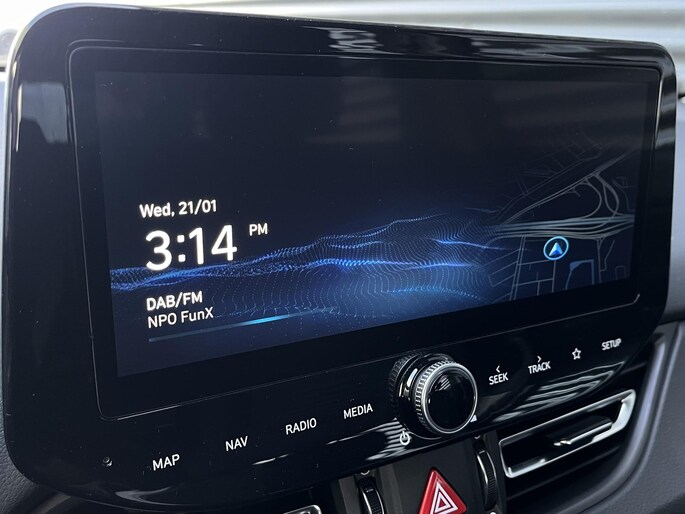 Wed, 21/01
3:14 PM
DAB/FM
NPO FunX
MAP
NAV
RADIO
MEDIA
SEEK
TRACK
SETUP